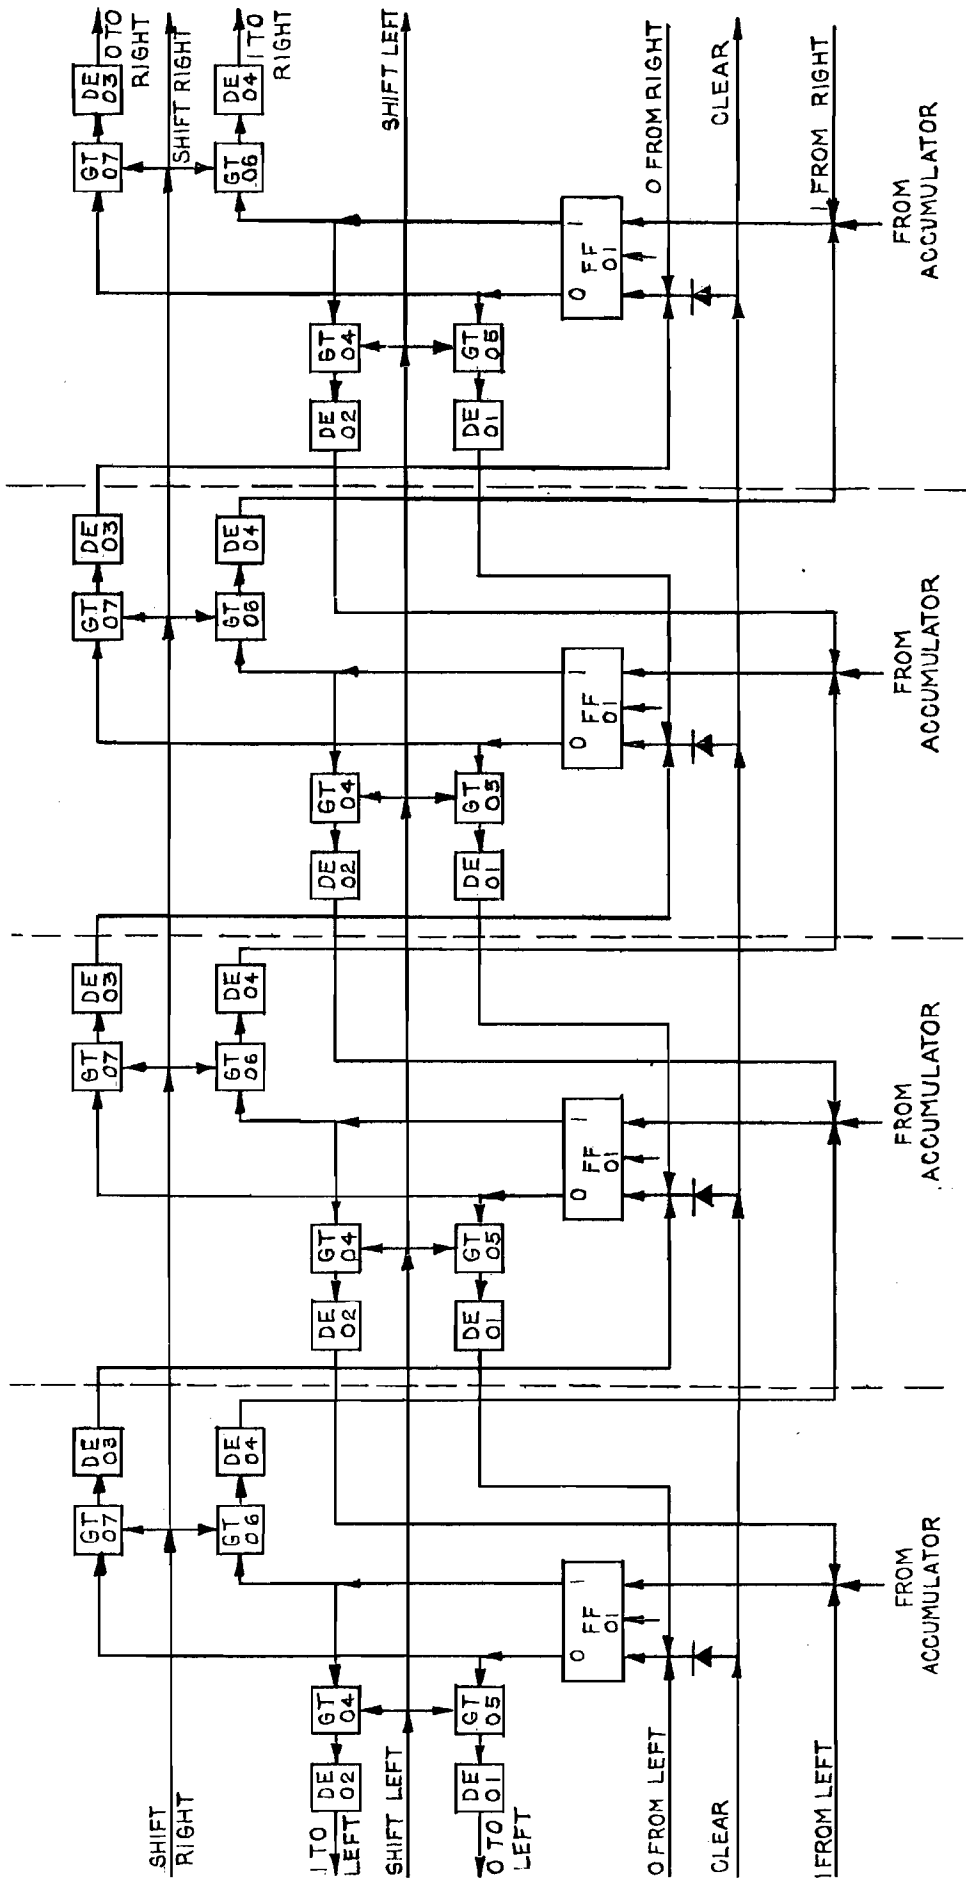 GT
07
DE
03
GT
07
DE
03
GT
07
DE
03
GT
07
DE
03
0 TO
RIGHT
SHIFT
RIGHT
SHIFT RIGHT
GT
06
DE
04
GT
06
DE
04
GT
06
DE
04
GT
06
DE
04
1 TO
RIGHT
1 TO
LEFT
DE
02
GT
04
DE
02
GT
04
DE
02
GT
04
DE
02
GT
04
SHIFT LEFT
SHIFT LEFT
0 TO
LEFT
DE
01
GT
05
DE
01
GT
05
DE
01
GT
05
DE
01
GT
05
0 1
FF
01
0 1
FF
01
0 1
FF
01
0 1
FF
01
0 FROM LEFT
0 FROM RIGHT
CLEAR
CLEAR
1 FROM LEFT
1 FROM RIGHT
FROM
ACCUMULATOR
FROM
ACCUMULATOR
FROM
ACCUMULATOR
FROM
ACCUMULATOR